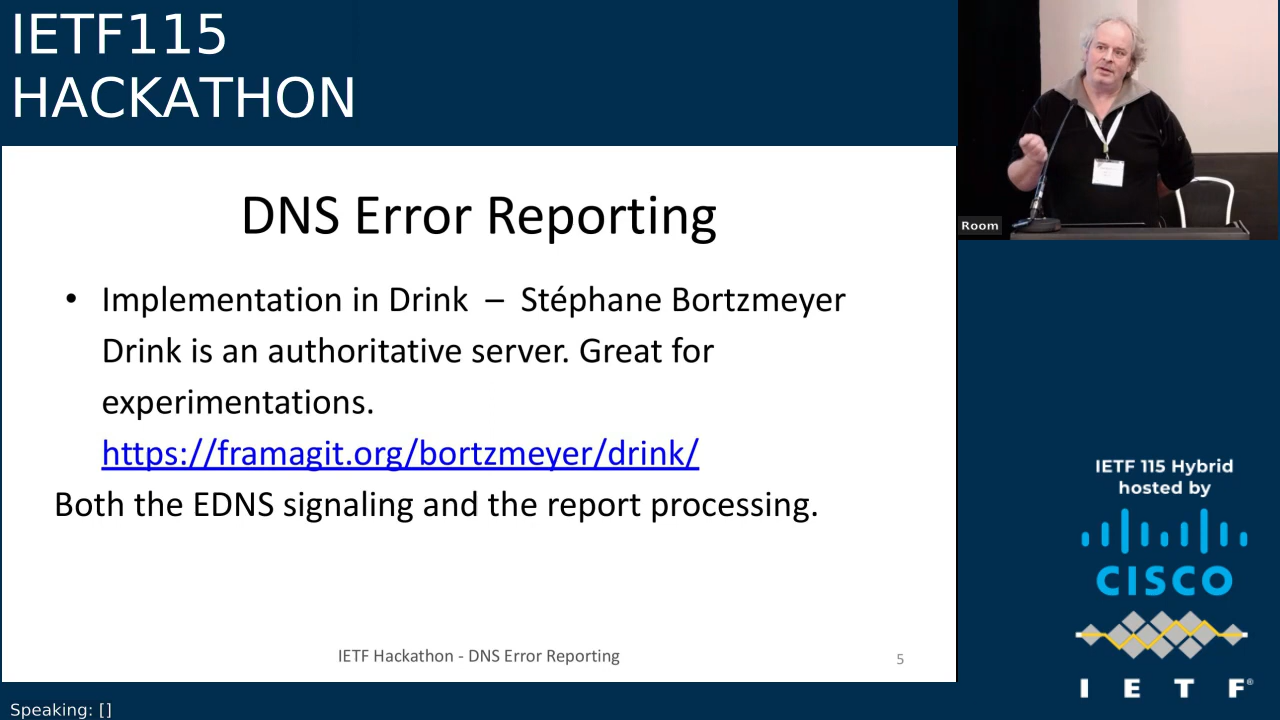 IETF115
HACKATHON
DNS Error Reporting
• Implementation in Drink – Stéphane Bortzmeyer
Drink is an authoritative server. Great for
experimentations.
https://framagit.org/bortzmeyer/drink/
Both the EDNS signaling and the report processing.
IETF Hackathon - DNS Error Reporting
5
Room
IETF 115 Hybrid
hosted by
CISCO
IETF®
Speaking: []